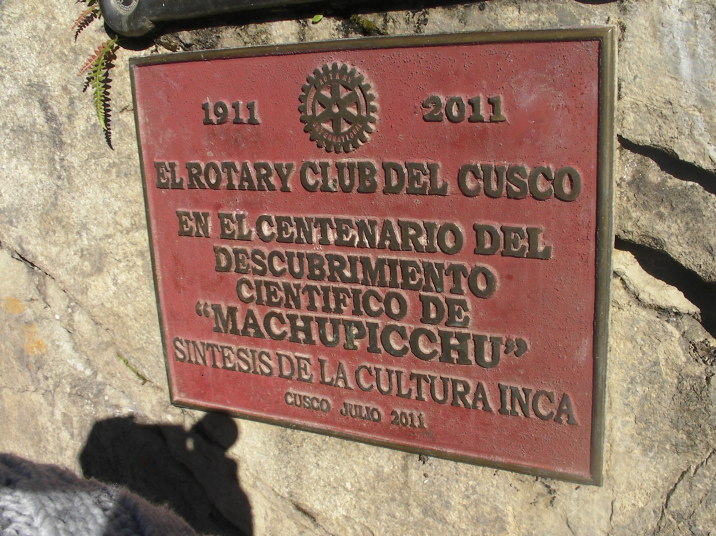 1911 2011
EL ROTARY CLUB DEL CUSCO
EN EL CENTENARIO DEL
DESCUBRIMIENTO
CIENTIFICO DE
"MACHUPICCHU"
SINTESIS DE LA CULTURA INCA
CUSCO JULIO 2011